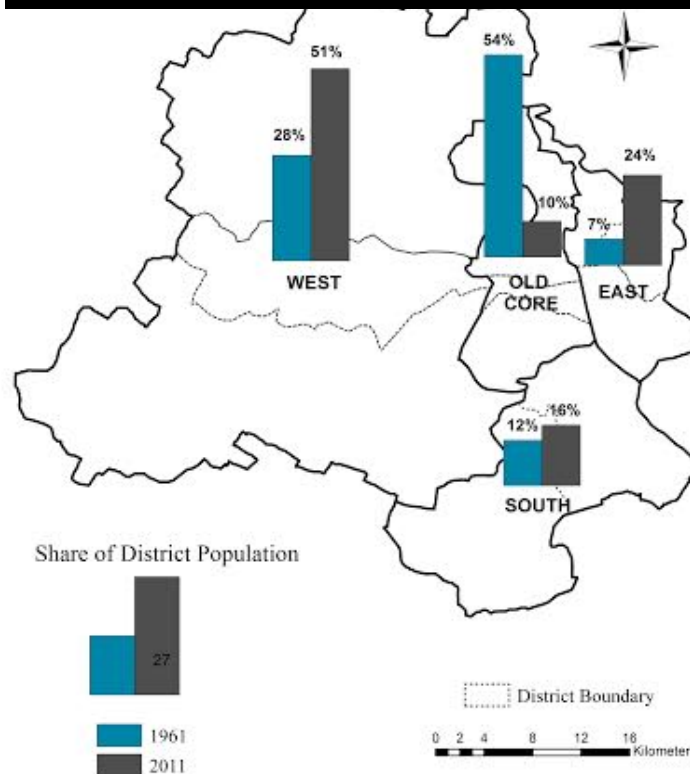 51%
54%
28%
24%
10%
7%
WEST
OLD
CORE
EAST
12%
16%
SOUTH
Share of District Population
27
1961
2011
District Boundary
0 2 4 8 12 16
Kilometer